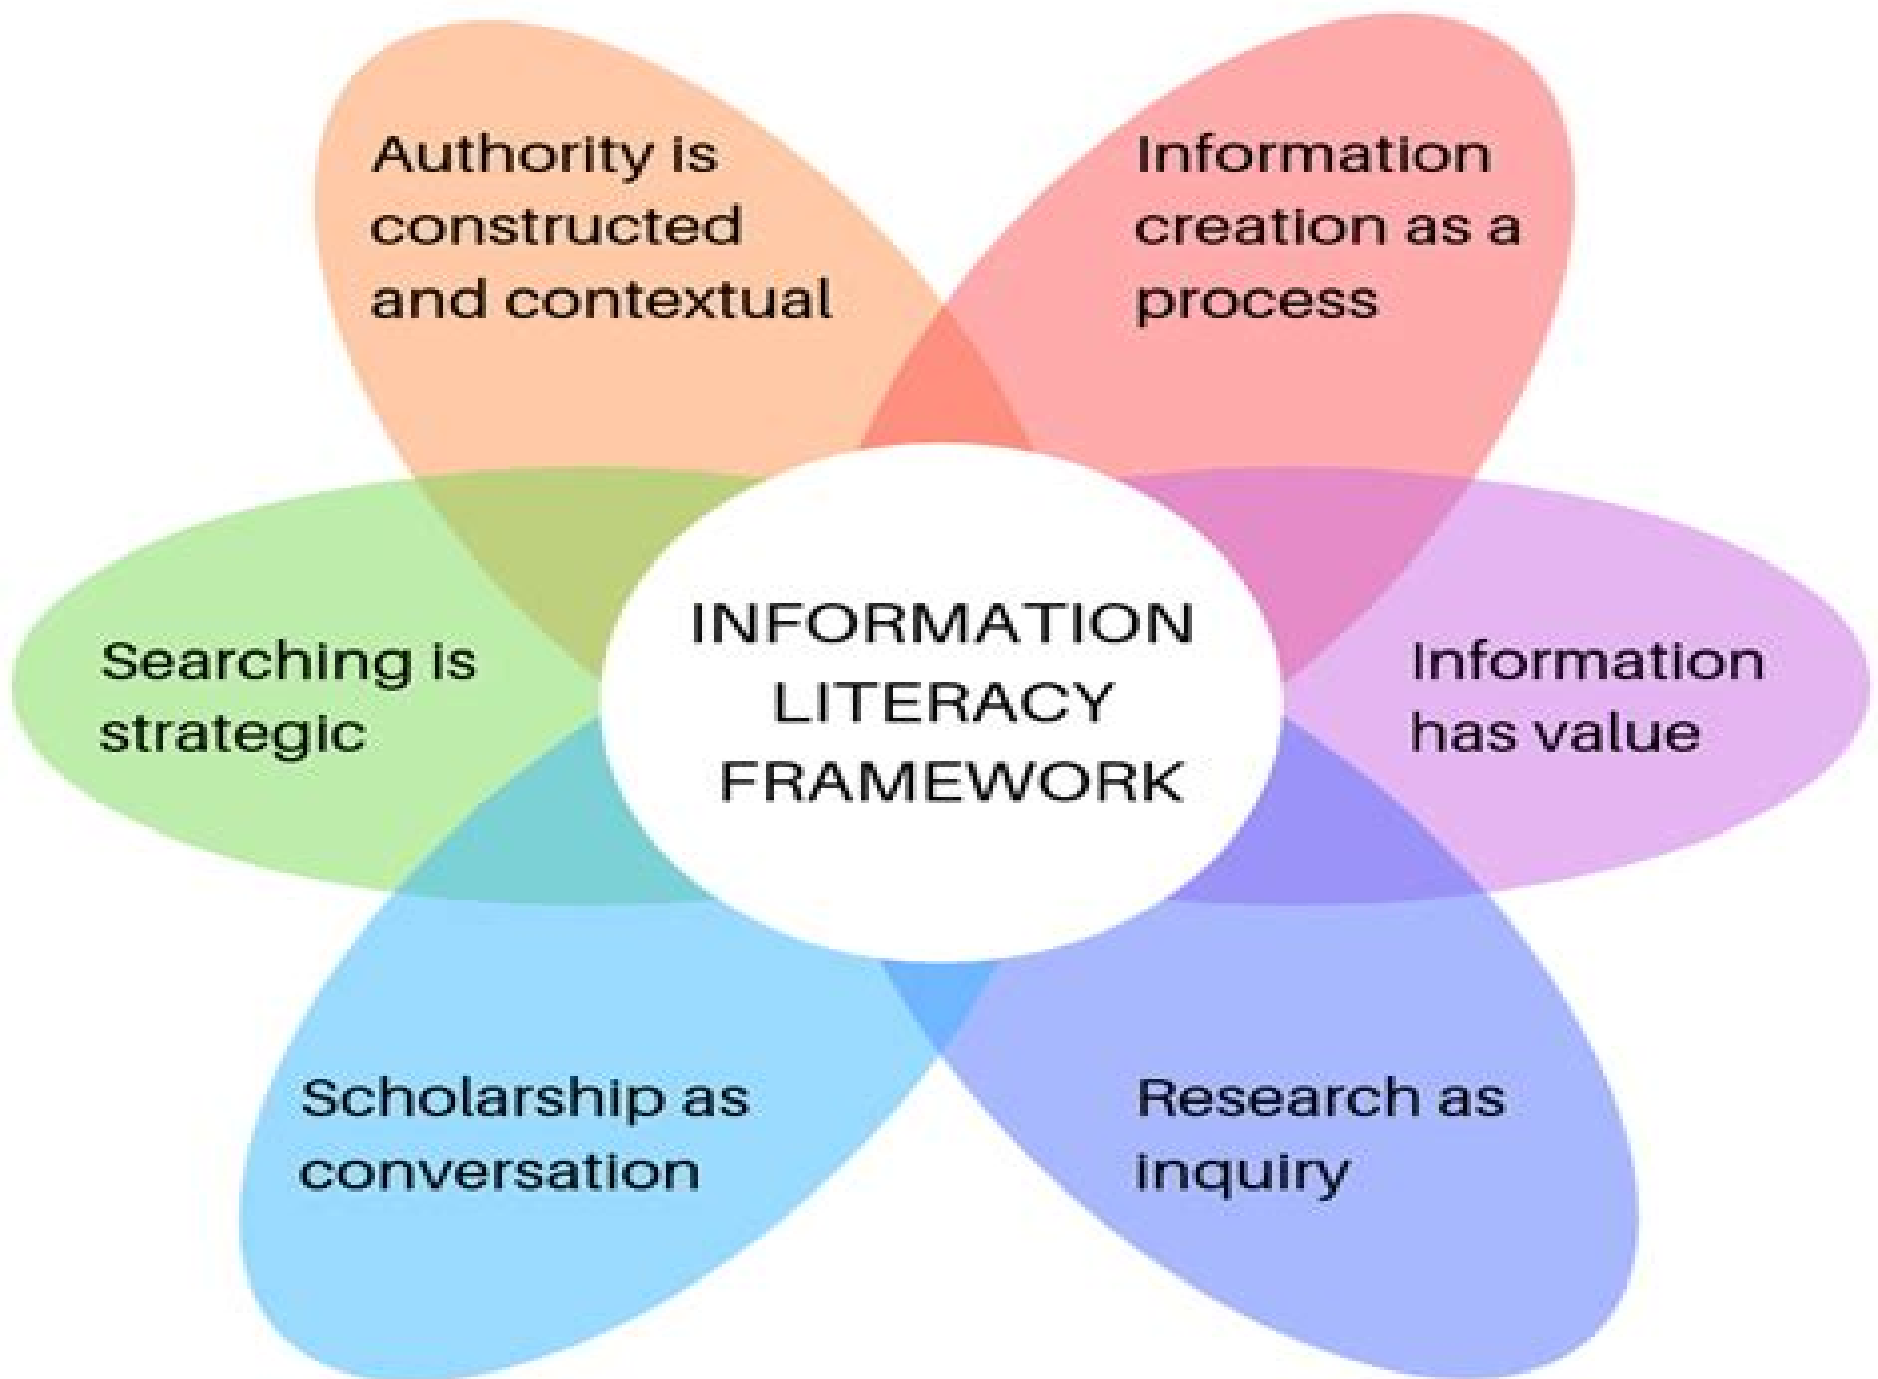 Authority is
constructed
and contextual
Information
creation as a
process
Searching is
strategic
INFORMATION
LITERACY
FRAMEWORK
Information
has value
Scholarship as
conversation
Research as
inquiry